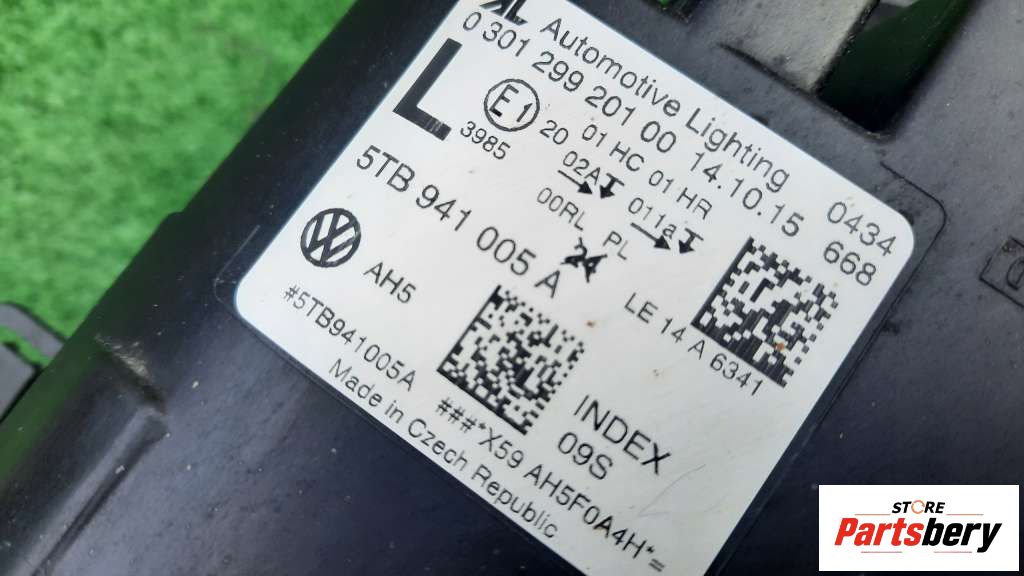 AL Automotive Lighting
0 301 299 201 00 14.10.15 0434
668
L E1 20 01 HC 01 HR
3985 02A 011a
00RL PL 24
5TB 941 005 A
LE 14 A 6341
AH5
#5TB941005A
INDEX
09S
###*X59 AH5F0A4H*=
Made in Czech Republic
STORE
Partsbery